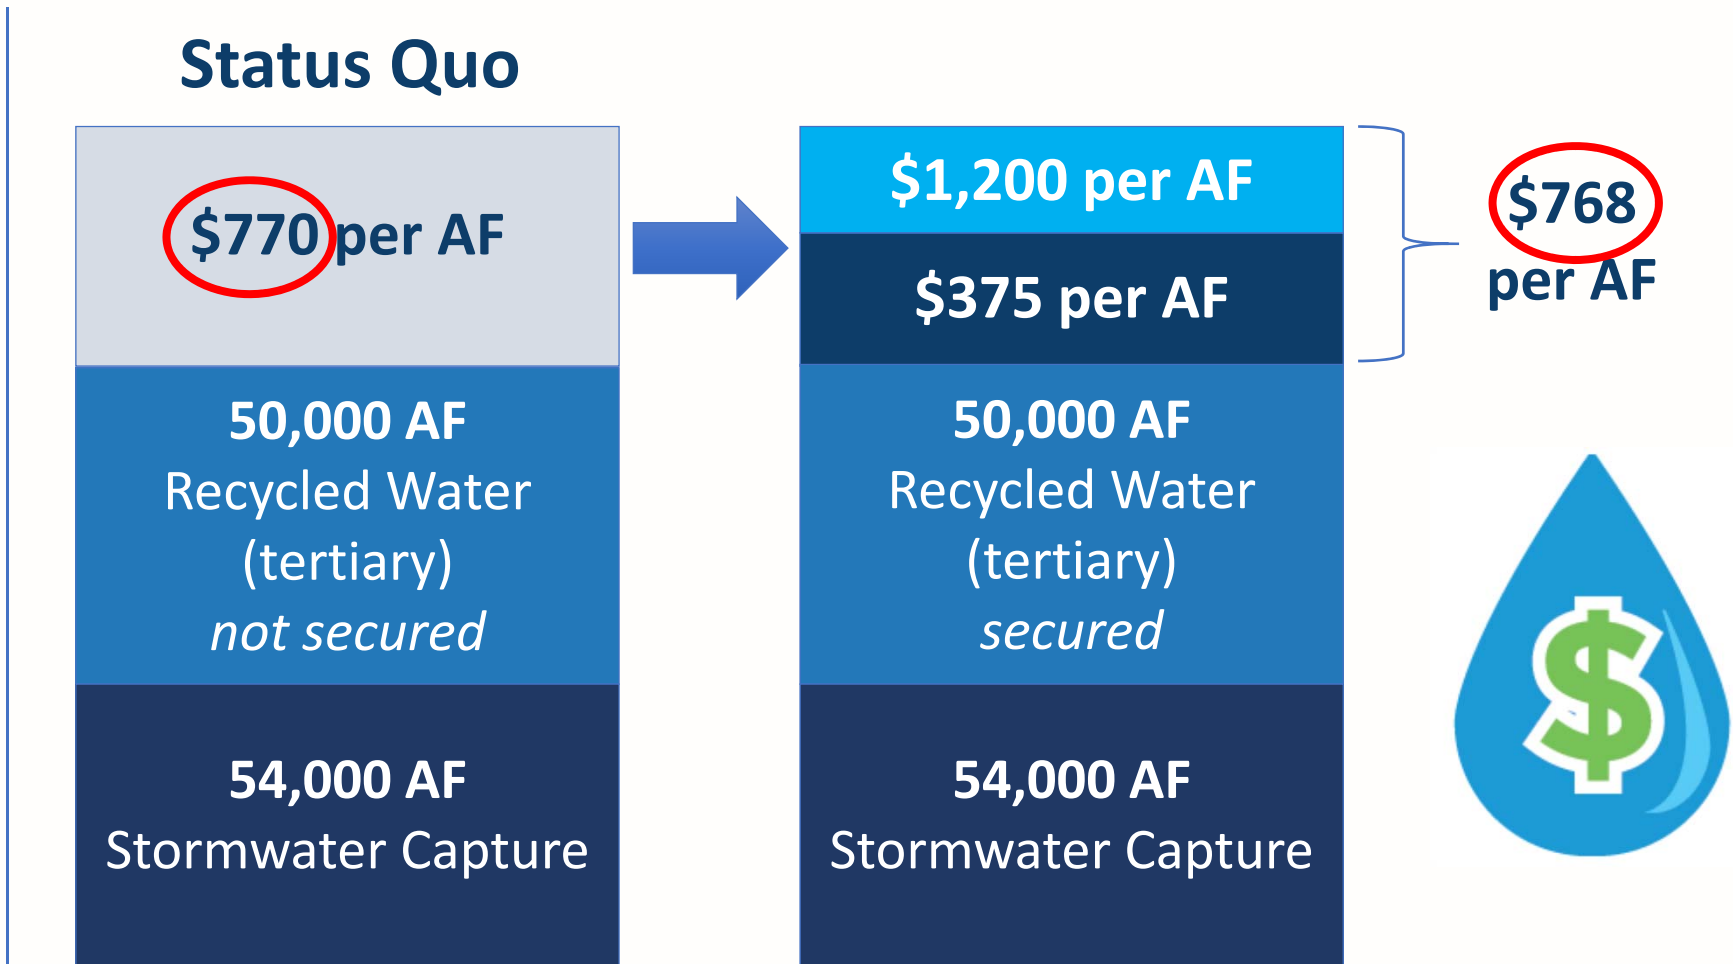 Status Quo
$770 per AF
50,000 AF
Recycled Water
(tertiary)
not secured
54,000 AF
Stormwater Capture
$1,200 per AF
$375 per AF
50,000 AF
Recycled Water
(tertiary)
secured
54,000 AF
Stormwater Capture
$768
per AF
$